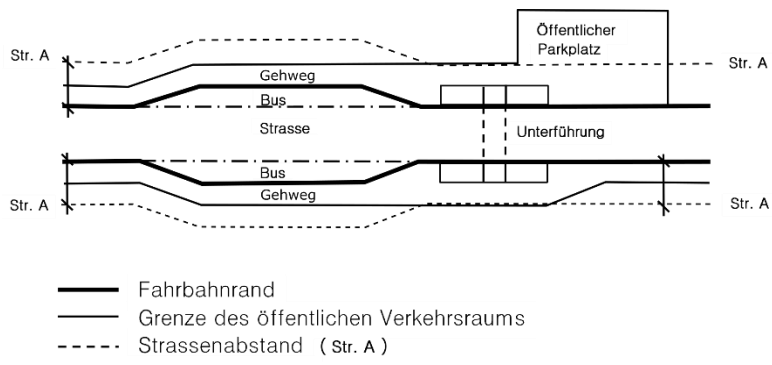 Öffentlicher
Parkplatz
Str. A
Str. A
Gehweg
Bus
Strasse
Unterführung
Bus
Gehweg
Str. A
Str. A
Fahrbahnrand
Grenze des öffentlichen Verkehrsraums
Strassenabstand ( Str. A )